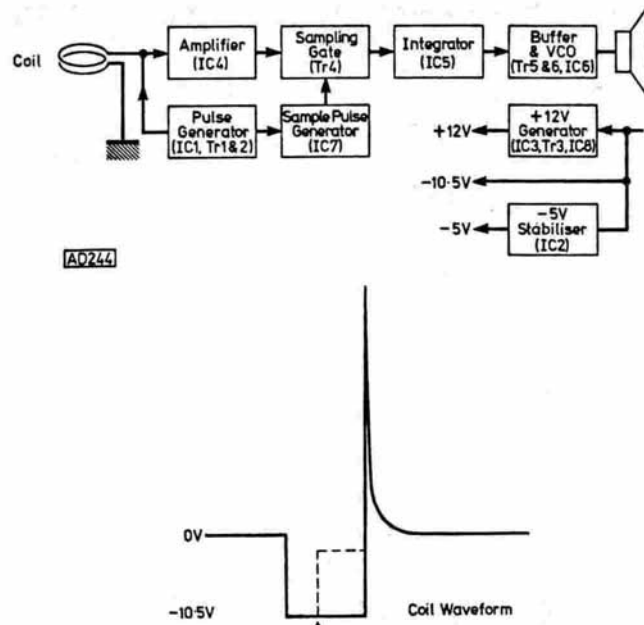 Coil
Amplifier
(IC4)
Sampling
Gate
(Tr4)
Integrator
(IC5)
Buffer
& VCO
(Tr5 & 6, IC6)
Pulse
Generator
(IC1, Tr1 & 2)
Sample Pulse
Generator
(IC7)
+12V
+12V
Generator
(IC3, Tr3, IC8)
-10·5V
-5V
-5V
Stabiliser
(IC2)
AD244
0V
-10·5V
Coil Waveform